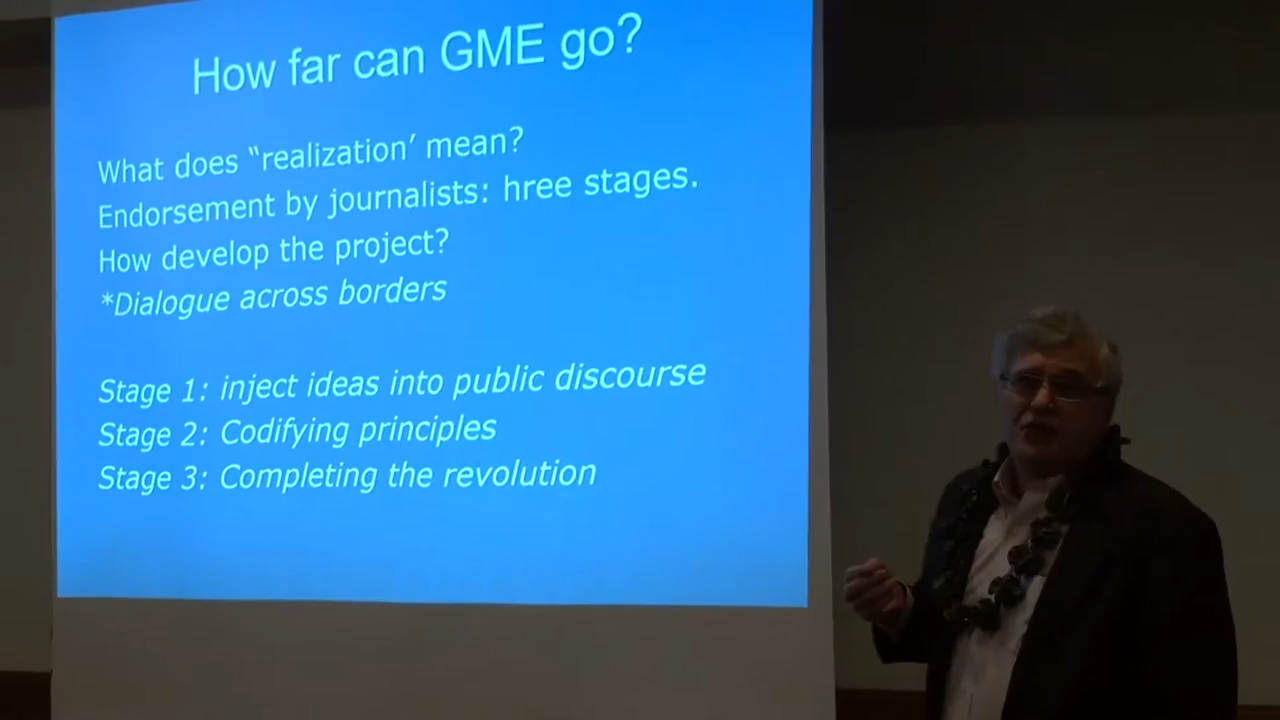 How far can GME go?
What does “realization’ mean?
Endorsement by journalists: hree stages.
How develop the project?
*Dialogue across borders
Stage 1: inject ideas into public discourse
Stage 2: Codifying principles
Stage 3: Completing the revolution